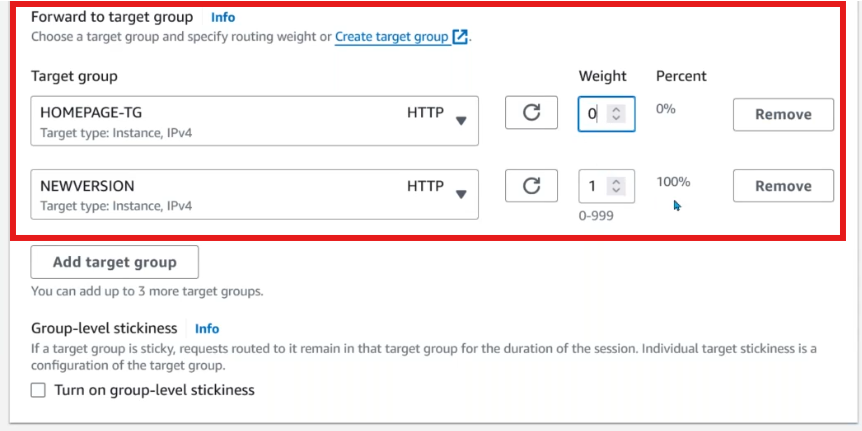 Forward to target group Info
Choose a target group and specify routing weight or Create target group.
Target group Weight Percent
HOMEPAGE-TG HTTP 0 0% Remove
Target type: Instance, IPv4
NEWVERSION HTTP 1 100% Remove
Target type: Instance, IPv4
0-999
Add target group
You can add up to 3 more target groups.
Group-level stickiness Info
If a target group is sticky, requests routed to it remain in that target group for the duration of the session. Individual target stickiness is a
configuration of the target group.
Turn on group-level stickiness